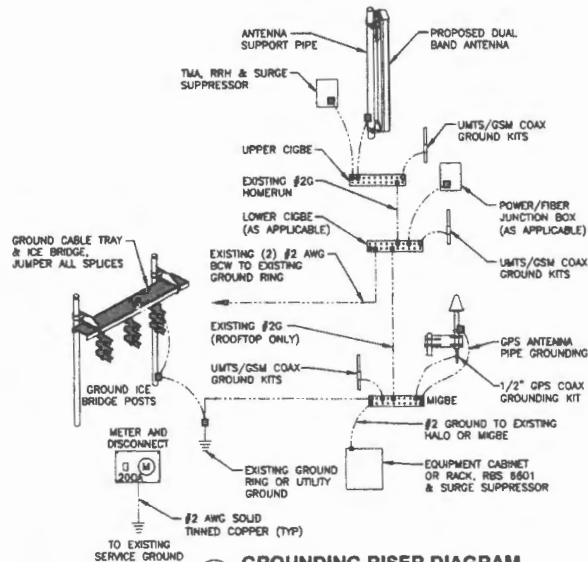 ANTENNA
SUPPORT PIPE
PROPOSED DUAL
BAND ANTENNA
TMA, RRH & SURGE
SUPPRESSOR
UMTS/GSM COAX
GROUND KITS
UPPER CIGBE
EXISTING #2G
HOMERUN
POWER/FIBER
JUNCTION BOX
(AS APPLICABLE)
LOWER CIGBE
(AS APPLICABLE)
GROUND CABLE TRAY
& ICE BRIDGE,
JUMPER ALL SPLICES
EXISTING (2) #2 AWG
BCW TO EXISTING
GROUND RING
UMTS/GSM COAX
GROUND KITS
EXISTING #2G
(ROOFTOP ONLY)
GPS ANTENNA
PIPE GROUNDING
UMTS/GSM COAX
GROUND KITS
1/2" GPS COAX
GROUNDING KIT
GROUND ICE
BRIDGE POSTS
MIGBE
#2 GROUND TO EXISTING
HALO OR MIGBE
METER AND
DISCONNECT
M
200A
EXISTING GROUND
RING OR UTILITY
GROUND
EQUIPMENT CABINET
OR RACK, RBS 6601
& SURGE SUPPRESSOR
#2 AWG SOLID
TINNED COPPER (TYP)
TO EXISTING
SERVICE GROUND
GROUNDING RISER DIAGRAM